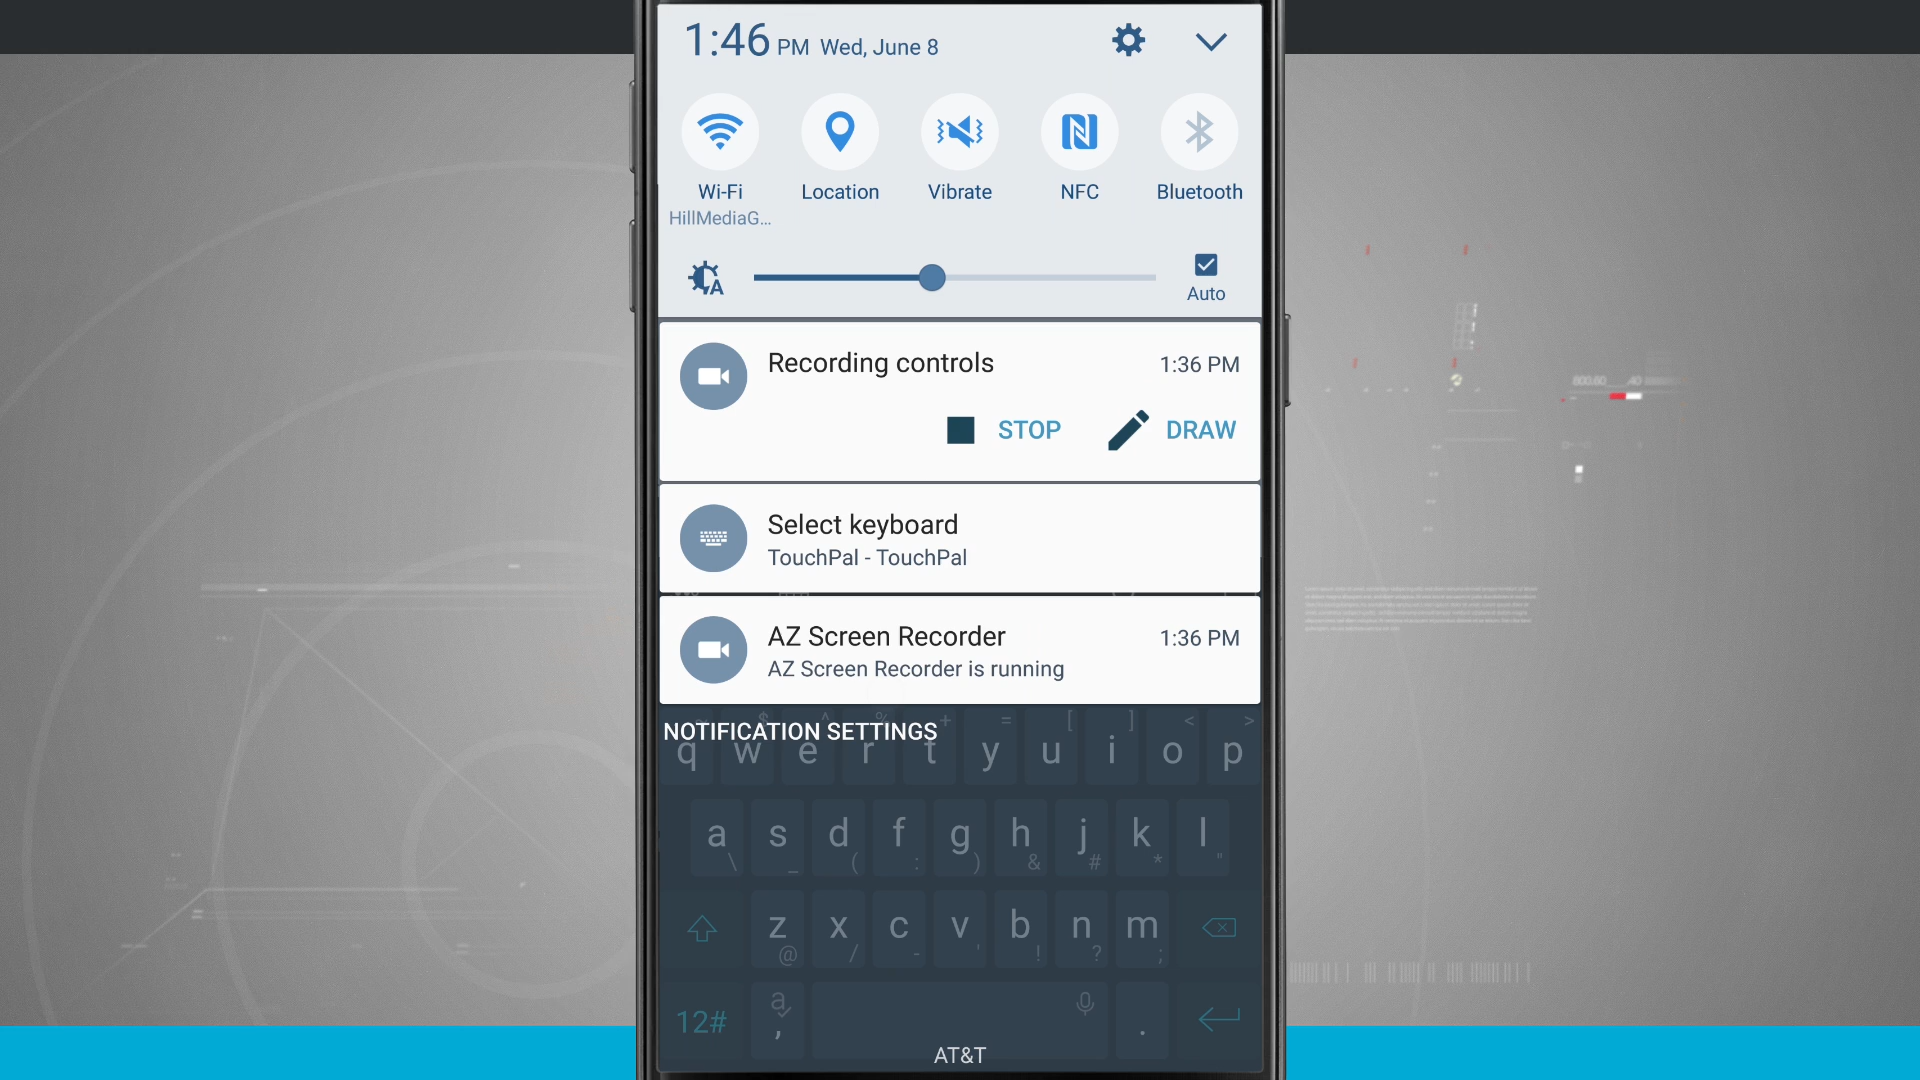 1:46 PM Wed, June 8
Wi-Fi
HillMediaG...
Location
Vibrate
NFC
Bluetooth
A
Auto
Recording controls
1:36 PM
STOP
DRAW
Select keyboard
TouchPal - TouchPal
AZ Screen Recorder
1:36 PM
AZ Screen Recorder is running
NOTIFICATION SETTINGS
~ $ ^ % + = [ ] < >
q w e r t y u i o p
a s d f g h j k l
\ _ ( : ) & # * "
z x c v b n m
@ / - ' ! ? ;
12# a , .
AT&T